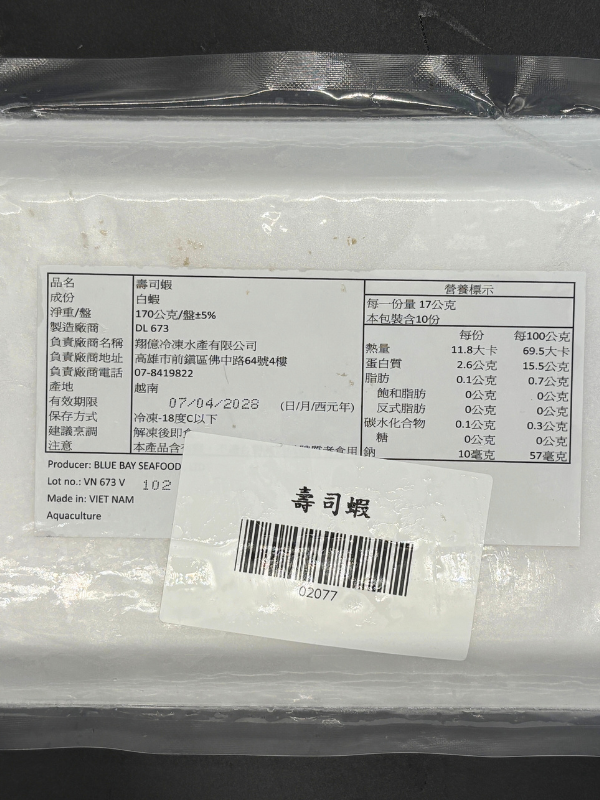 品名 壽司蝦
成份 白蝦
淨重/盤 170公克/盤±5%
製造廠商 DL 673
負責廠商名稱 翔億冷凍水產有限公司
負責廠商地址 高雄市前鎮區佛中路64號4樓
負責廠商電話 07-8419822
產地 越南
有效期限 07/04/2028 (日/月/西元年)
保存方式 冷凍-18度C以下
建議烹調 解凍後即
注意 本產品含
營養標示
每一份量 17公克
本包裝含10份
每份 每100公克
熱量 11.8大卡 69.5大卡
蛋白質 2.6公克 15.5公克
脂肪 0.1公克 0.7公克
飽和脂肪 0公克 0公克
反式脂肪 0公克 0公克
碳水化合物 0.1公克 0.3公克
糖 0公克 0公克
鈉 10毫克 57毫克
Producer: BLUE BAY SEAFOOD
Lot no.: VN 673 V 102
Made in: VIET NAM
Aquaculture
壽司蝦
02077